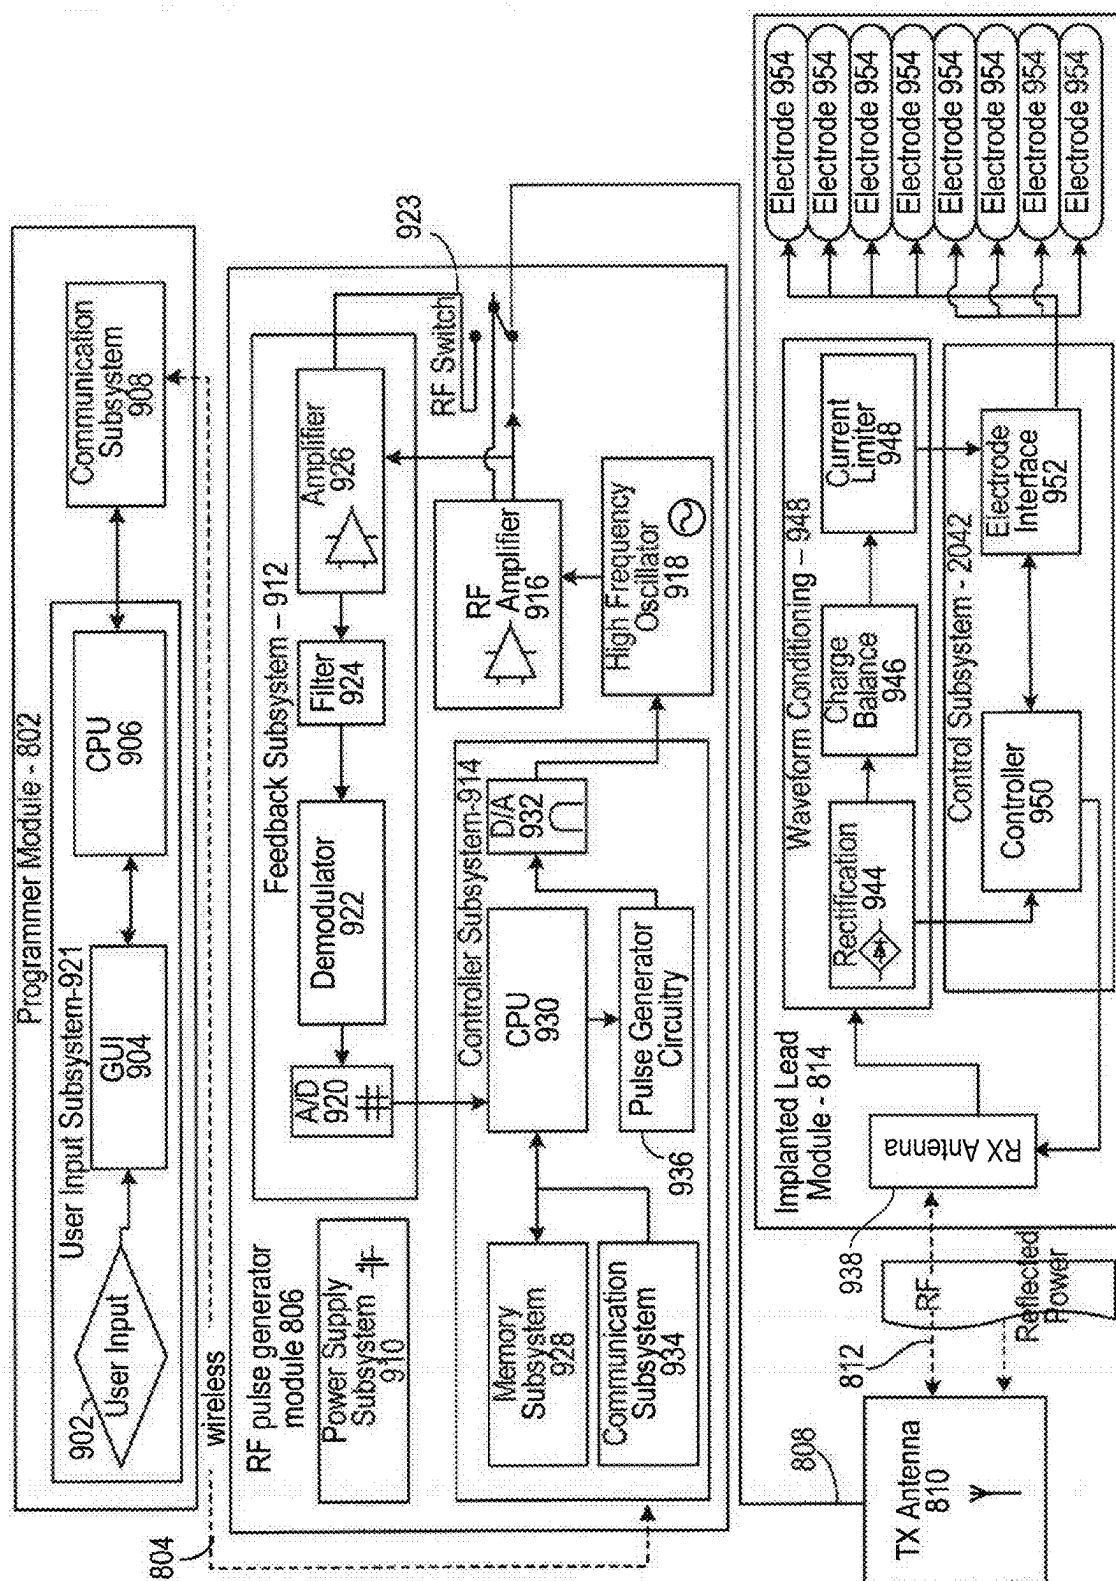 Programmer Module - 802
User Input Subsystem-921
902
User Input
GUI
904
CPU
906
Communication
Subsystem
908
804
wireless
RF pulse generator
module 806
Power Supply
Subsystem
910
Feedback Subsystem – 912
A/D
920
Demodulator
922
Filter
924
Amplifier
926
923
RF Switch
Controller Subsystem-914
Memory
Subsystem
928
Communication
Subsystem
934
CPU
930
Pulse Generator
Circuitry
936
D/A
932
RF
Amplifier
916
High Frequency
Oscillator
918
808
TX Antenna
810
812
RF
Reflected
Power
938
Implanted Lead
Module - 814
RX Antenna
Waveform Conditioning – 948
Rectification
944
Charge
Balance
946
Current
Limiter
948
Control Subsystem - 2042
Controller
950
Electrode
Interface
952
Electrode 954
Electrode 954
Electrode 954
Electrode 954
Electrode 954
Electrode 954
Electrode 954
Electrode 954